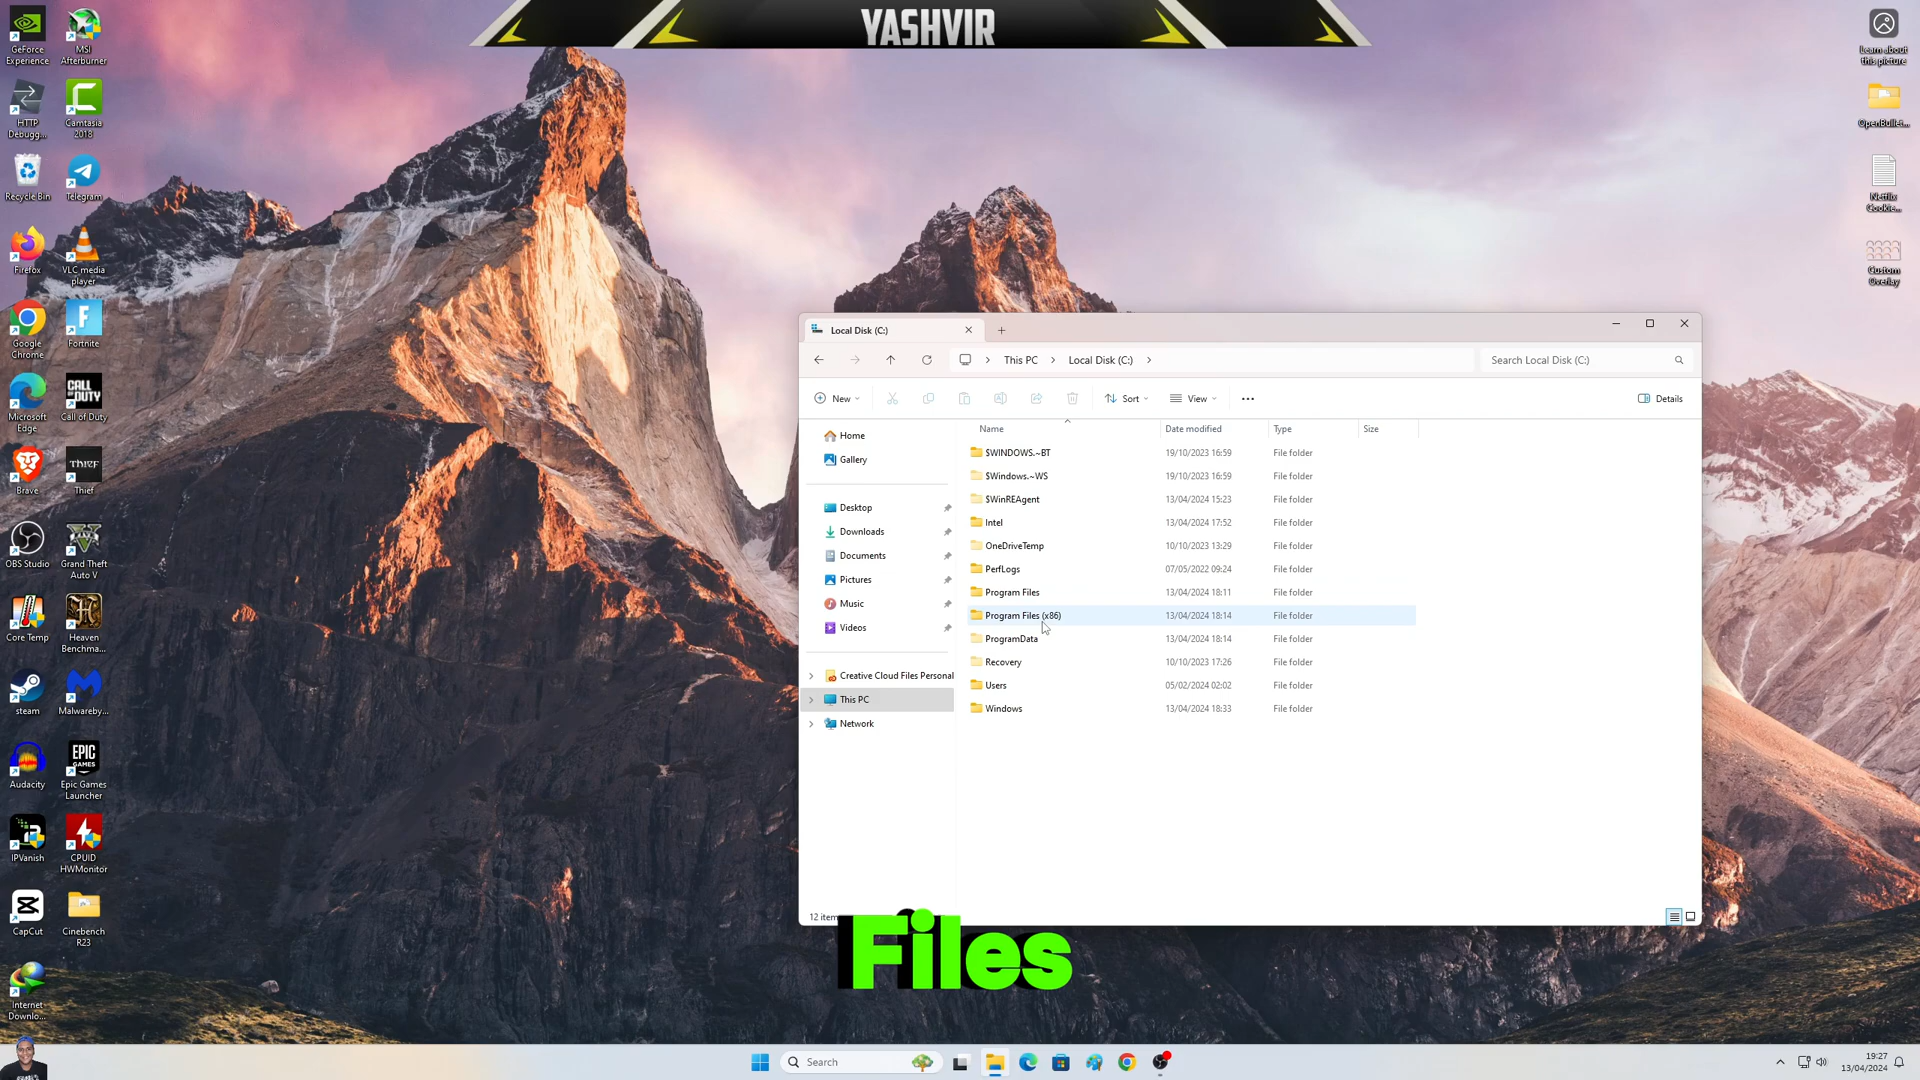 YASHVIR
GeForce
Experience
MSI
Afterburner
HTTP
Debugg...
Camtasia
2018
Recycle Bin
Telegram
Firefox
VLC media
player
Google
Chrome
Fortnite
Microsoft
Edge
CALL OF DUTY
Call of Duty
Brave
THIEF
Thief
OBS Studio
Grand Theft
Auto V
Core Temp
Heaven
Benchma...
steam
Malwareby...
Audacity
EPIC GAMES
Epic Games
Launcher
IPVanish
CPUID
HWMonitor
CapCut
Cinebench
R23
Internet
Downlo...
Learn about
this picture
OpenBullet...
Netflix
Cookie...
Custom
Overlay
Local Disk (C:)
This PC
Local Disk (C:)
Search Local Disk (C:)
New
Sort
View
Details
Home
Gallery
Desktop
Downloads
Documents
Pictures
Music
Videos
Creative Cloud Files Personal
This PC
Network
Name Date modified Type Size
$WINDOWS.~BT 19/10/2023 16:59 File folder
$Windows.~WS 19/10/2023 16:59 File folder
$WinREAgent 13/04/2024 15:23 File folder
Intel 13/04/2024 17:52 File folder
OneDriveTemp 10/10/2023 13:29 File folder
PerfLogs 07/05/2022 09:24 File folder
Program Files 13/04/2024 18:11 File folder
Program Files (x86) 13/04/2024 18:14 File folder
ProgramData 13/04/2024 18:14 File folder
Recovery 10/10/2023 17:26 File folder
Users 05/02/2024 02:02 File folder
Windows 13/04/2024 18:33 File folder
12 item
Files
Search
19:27
13/04/2024